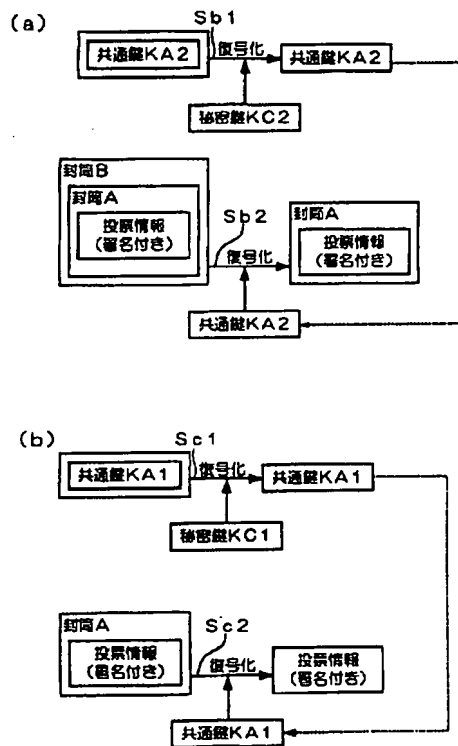 (a)
Sb1
共通鍵KA2
復号化
共通鍵KA2
秘密鍵KC2
封筒B
封筒A
投票情報
(署名付き)
Sb2
復号化
封筒A
投票情報
(署名付き)
共通鍵KA2
(b)
Sc1
共通鍵KA1
復号化
共通鍵KA1
秘密鍵KC1
封筒A
投票情報
(署名付き)
Sc2
復号化
投票情報
(署名付き)
共通鍵KA1